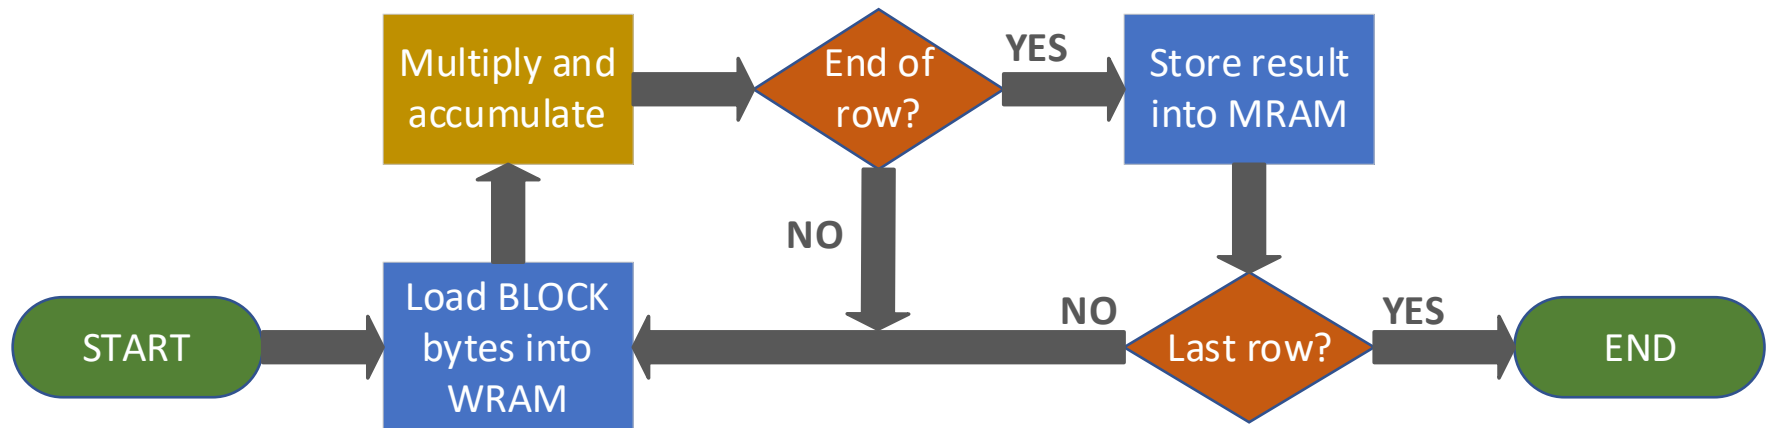 Multiply and
accumulate
End of
row?
YES
Store result
into MRAM
NO
START
Load BLOCK
bytes into
WRAM
NO
Last row?
YES
END